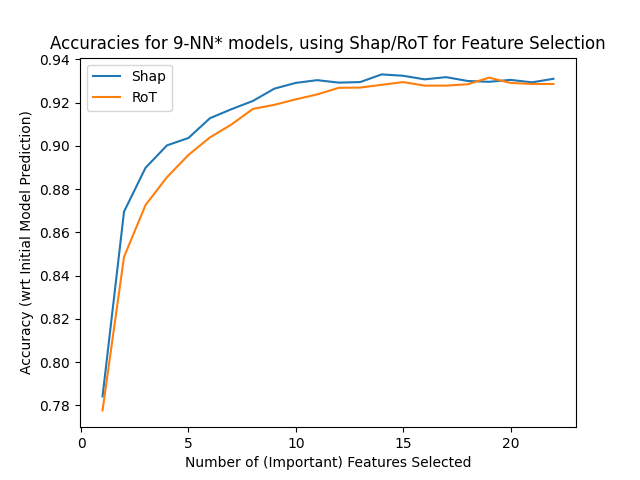 Accuracies for 9-NN* models, using Shap/RoT for Feature Selection
0.94
0.92
0.90
0.88
0.86
0.84
0.82
0.80
0.78
Accuracy (wrt Initial Model Prediction)
Shap
RoT
0
5
10
15
20
Number of (Important) Features Selected